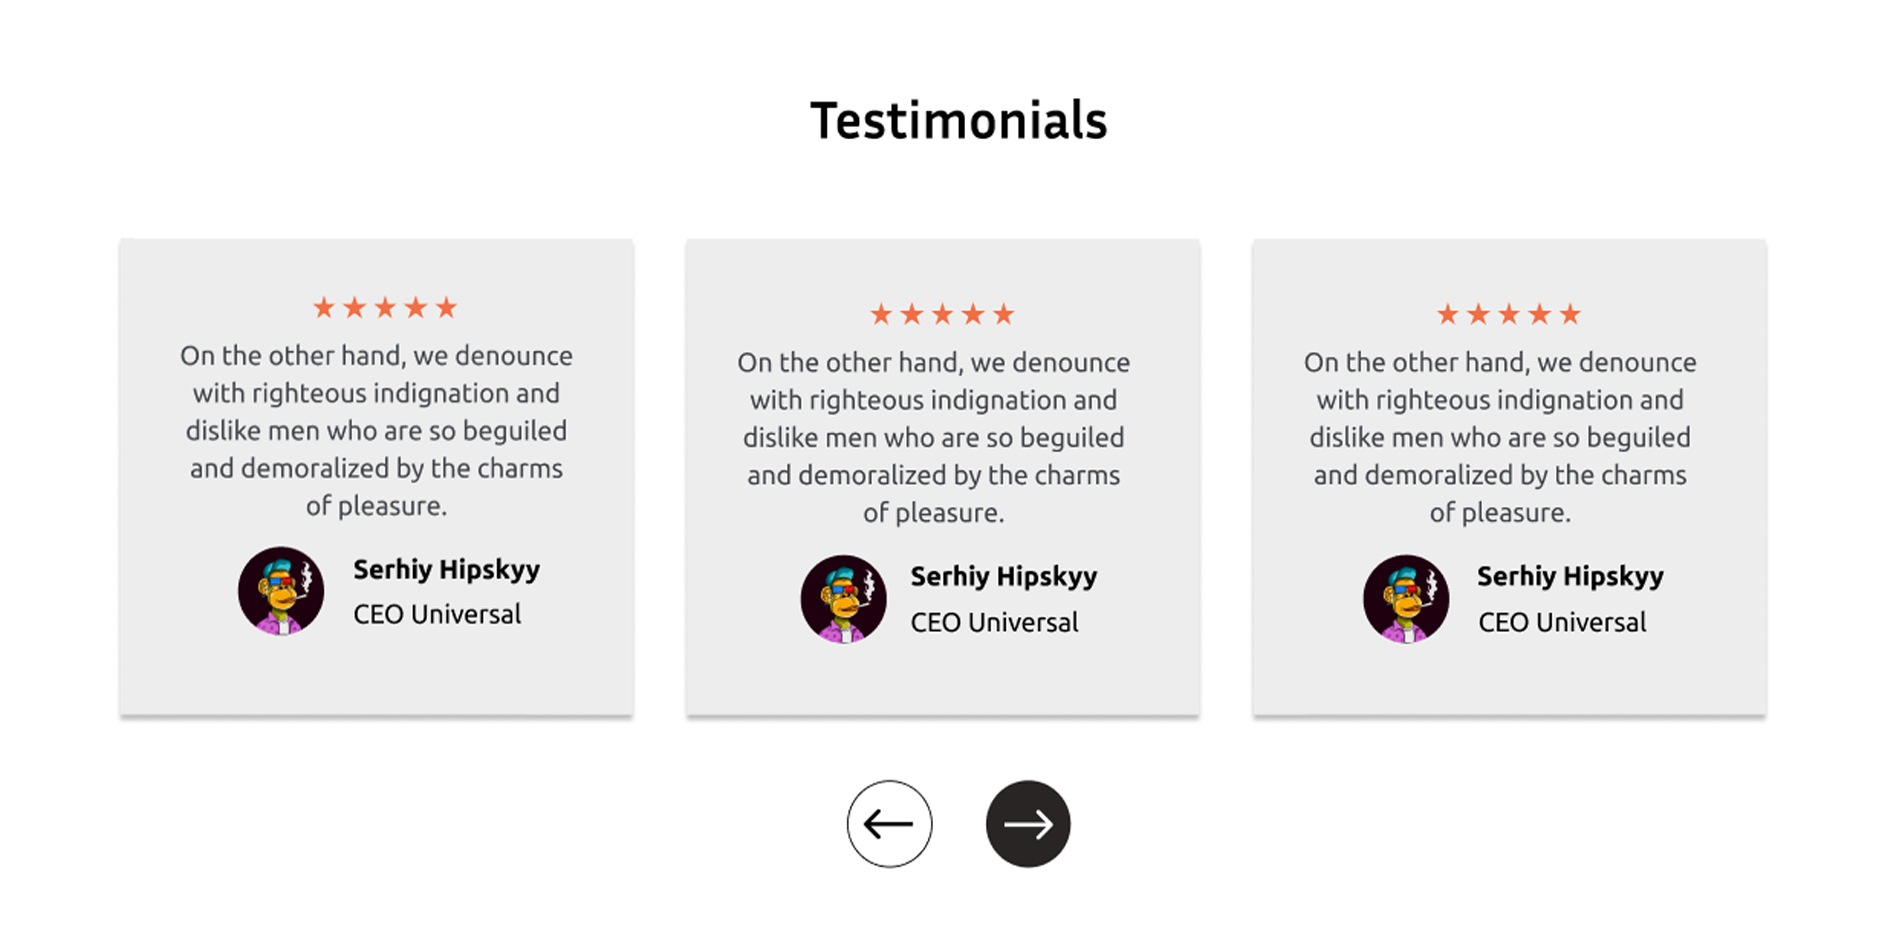 Testimonials
On the other hand, we denounce
with righteous indignation and
dislike men who are so beguiled
and demoralized by the charms
of pleasure.
Serhiy Hipskyy
CEO Universal
On the other hand, we denounce
with righteous indignation and
dislike men who are so beguiled
and demoralized by the charms
of pleasure.
Serhiy Hipskyy
CEO Universal
On the other hand, we denounce
with righteous indignation and
dislike men who are so beguiled
and demoralized by the charms
of pleasure.
Serhiy Hipskyy
CEO Universal